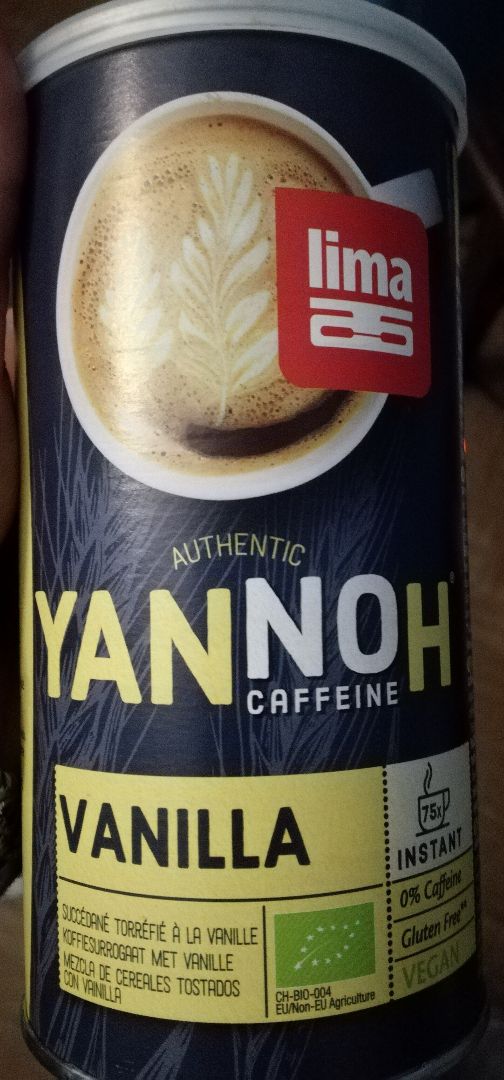 lima
AUTHENTIC
YANNOH®
CAFFEINE
VANILLA
75x
INSTANT
0% Caffeine
Gluten Free**
VEGAN
SUCCÉDANÉ TORRÉFIÉ À LA VANILLE
KOFFIESURROGAAT MET VANILLE
MEZCLA DE CEREALES TOSTADOS
CON VAINILLA
CH-BIO-004
EU/Non-EU Agriculture